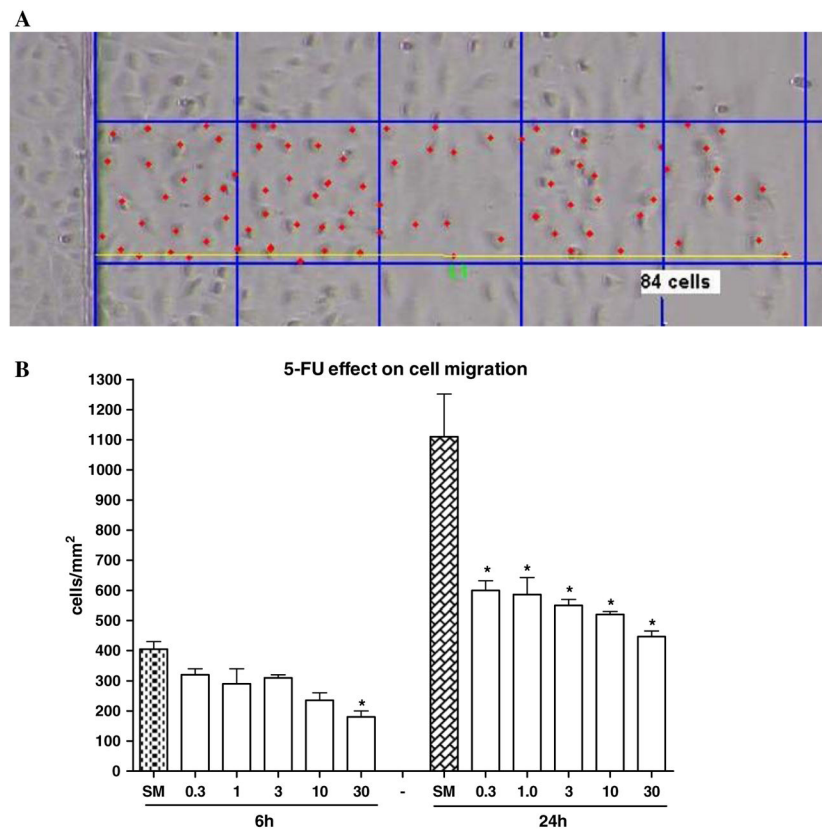 A
84 cells
B
5-FU effect on cell migration
1300
1200
1100
1000
900
800
700
600
500
400
300
200
100
0
cells/mm²
* * * * * *
SM 0.3 1 3 10 30 - SM 0.3 1.0 3 10 30
6h 24h